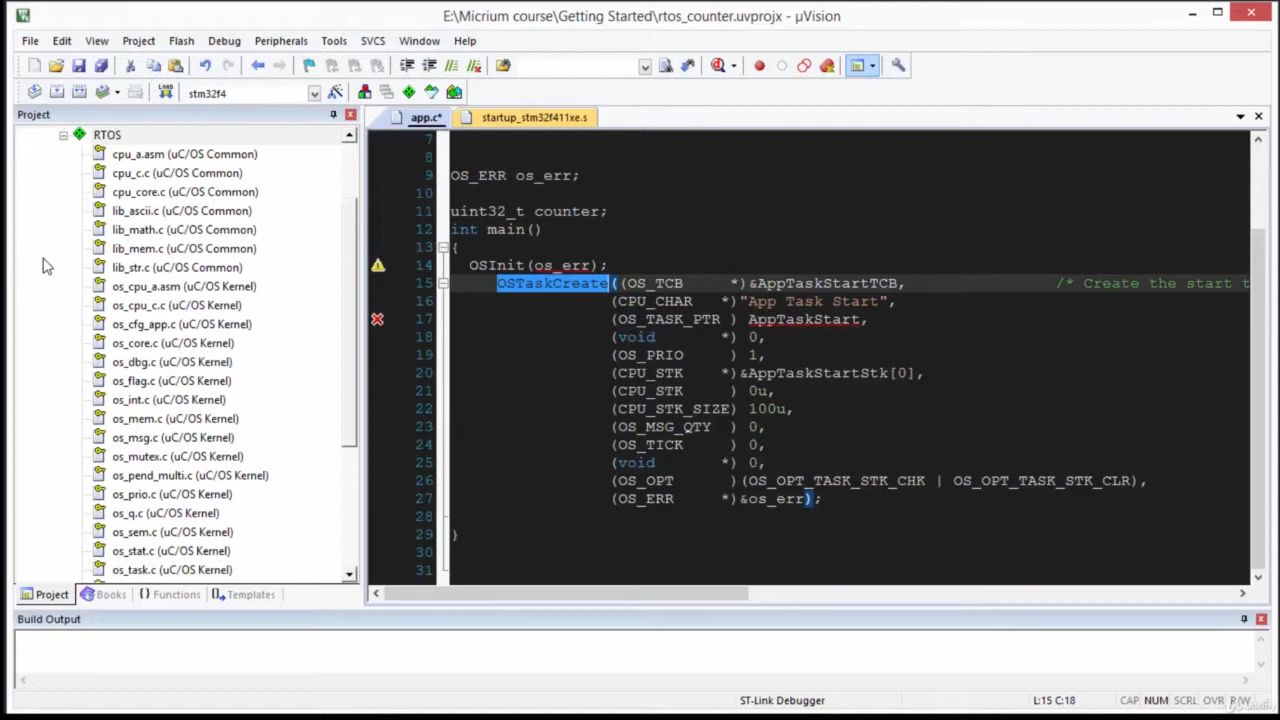 E:\Micrium course\Getting Started\rtos_counter.uvprojx - µVision
File Edit View Project Flash Debug Peripherals Tools SVCS Window Help
stm32f4
Project
app.c* startup_stm32f411xe.s
RTOS
cpu_a.asm (uC/OS Common)
cpu_c.c (uC/OS Common)
cpu_core.c (uC/OS Common)
lib_ascii.c (uC/OS Common)
lib_math.c (uC/OS Common)
lib_mem.c (uC/OS Common)
lib_str.c (uC/OS Common)
os_cpu_a.asm (uC/OS Kernel)
os_cpu_c.c (uC/OS Kernel)
os_cfg_app.c (uC/OS Kernel)
os_core.c (uC/OS Kernel)
os_dbg.c (uC/OS Kernel)
os_flag.c (uC/OS Kernel)
os_int.c (uC/OS Kernel)
os_mem.c (uC/OS Kernel)
os_msg.c (uC/OS Kernel)
os_mutex.c (uC/OS Kernel)
os_pend_multi.c (uC/OS Kernel)
os_prio.c (uC/OS Kernel)
os_q.c (uC/OS Kernel)
os_sem.c (uC/OS Kernel)
os_stat.c (uC/OS Kernel)
os_task.c (uC/OS Kernel)
7
8
9 OS_ERR os_err;
10
11 uint32_t counter;
12 int main()
13 {
14 OSInit(os_err);
15 OSTaskCreate((OS_TCB *)&AppTaskStartTCB, /* Create the start t
16 (CPU_CHAR *)"App Task Start",
17 (OS_TASK_PTR ) AppTaskStart,
18 (void *) 0,
19 (OS_PRIO ) 1,
20 (CPU_STK *)&AppTaskStartStk[0],
21 (CPU_STK ) 0u,
22 (CPU_STK_SIZE) 100u,
23 (OS_MSG_QTY ) 0,
24 (OS_TICK ) 0,
25 (void *) 0,
26 (OS_OPT )(OS_OPT_TASK_STK_CHK | OS_OPT_TASK_STK_CLR),
27 (OS_ERR *)&os_err);
28
29 }
30
31
Project Books {} Functions Templates
Build Output
ST-Link Debugger L:15 C:18 CAP NUM SCRL OVR R/W